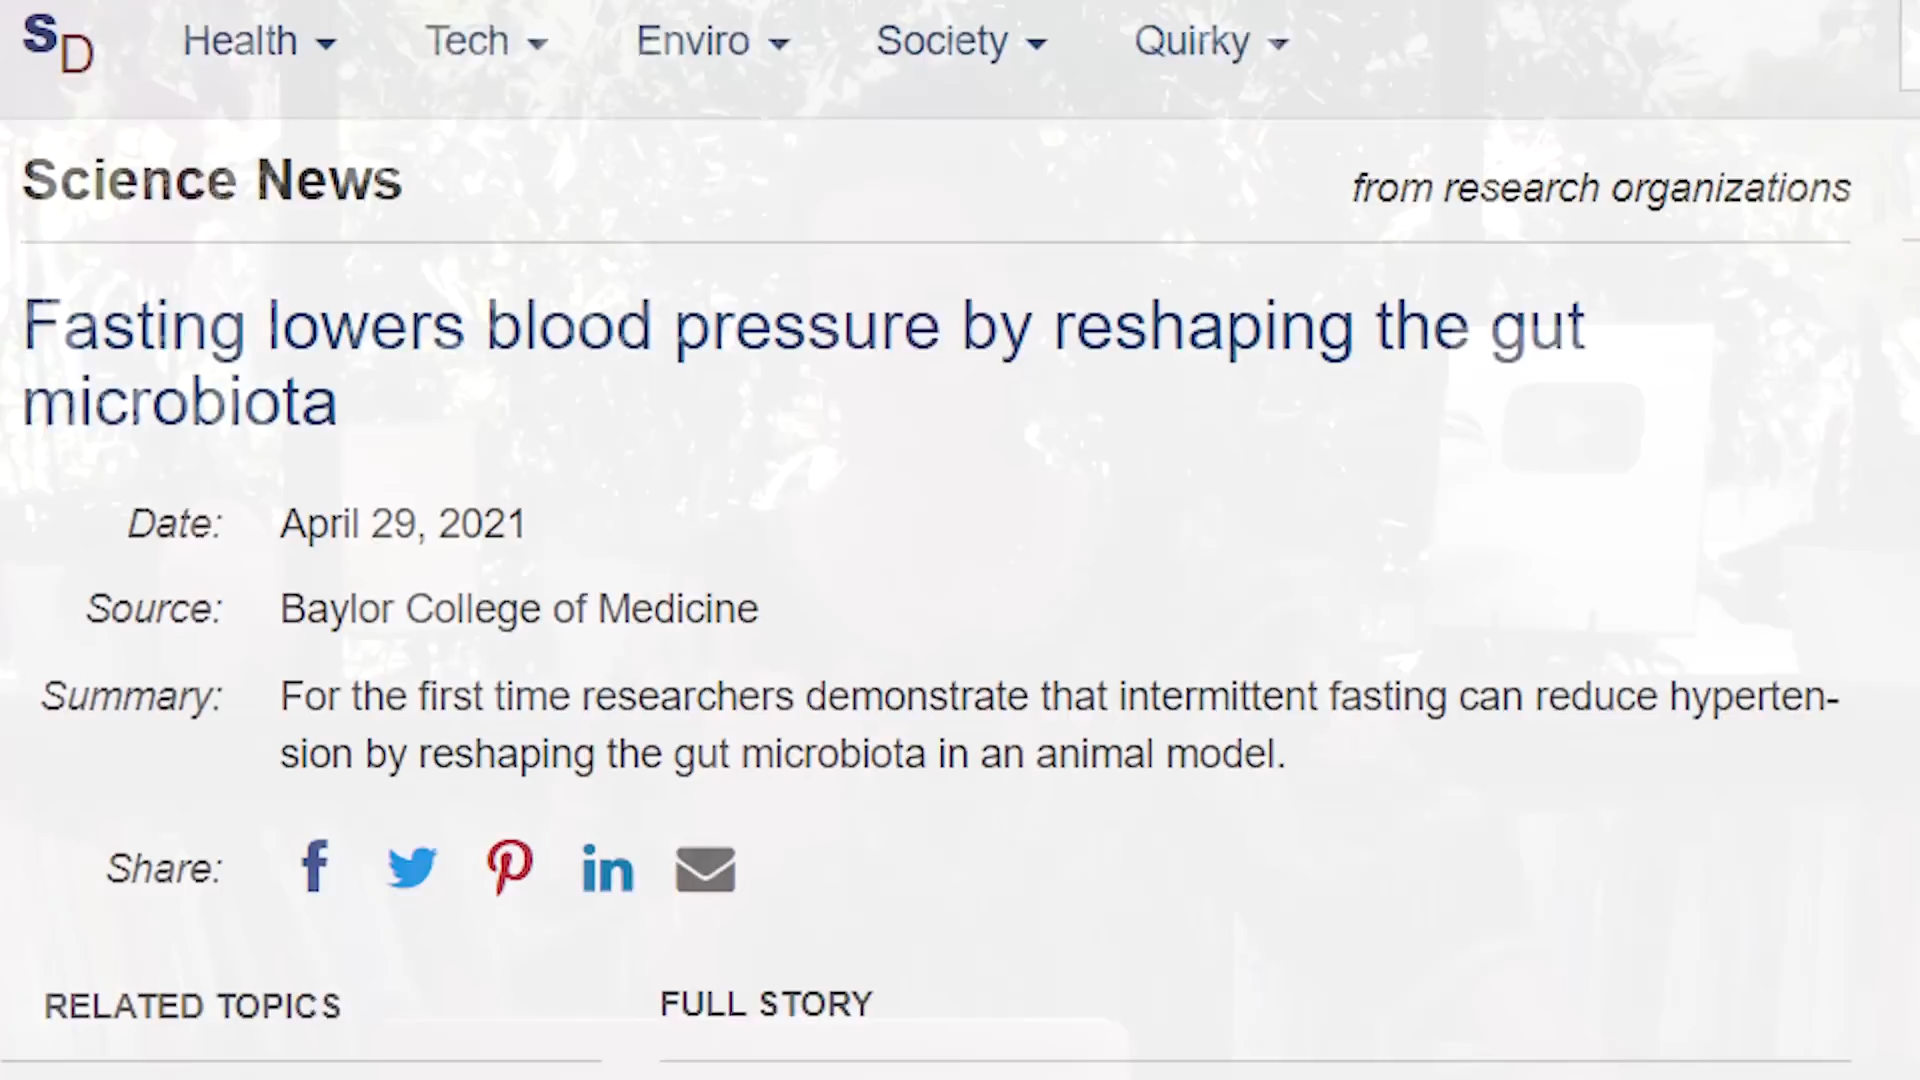 SD Health Tech Enviro Society Quirky
Science News from research organizations
Fasting lowers blood pressure by reshaping the gut
microbiota
Date: April 29, 2021
Source: Baylor College of Medicine
Summary: For the first time researchers demonstrate that intermittent fasting can reduce hyperten-
sion by reshaping the gut microbiota in an animal model.
Share:
RELATED TOPICS FULL STORY